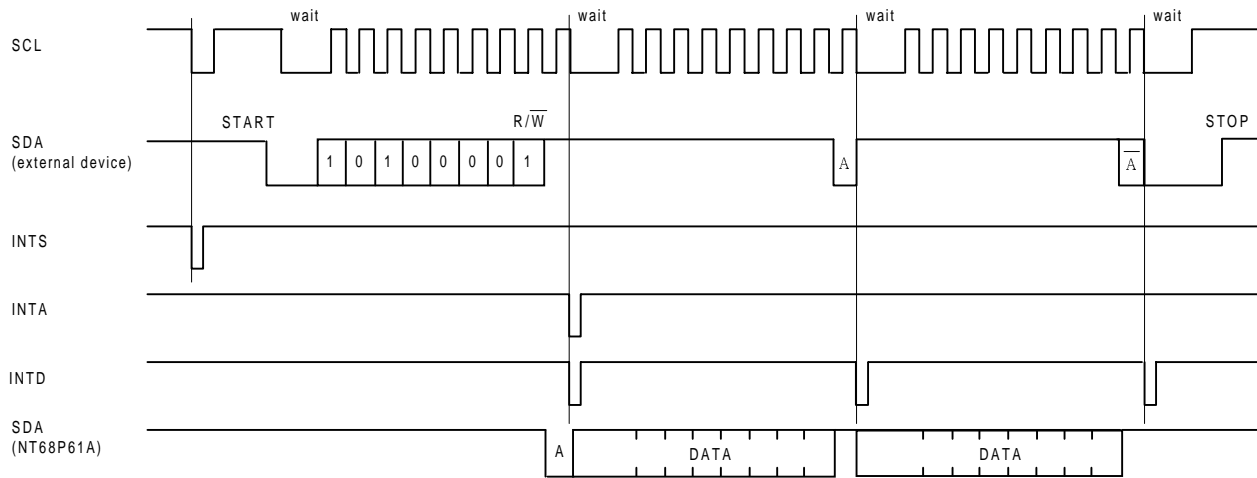 wait wait wait wait
SCL
START R/W̅ STOP
SDA
(external device)
1 0 1 0 0 0 0 1 A A̅
INTS
INTA
INTD
SDA
(NT68P61A)
A DATA DATA